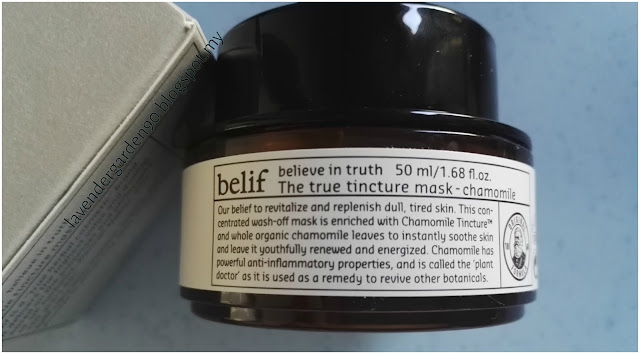 lavendergarden90.blogspot.my
belif believe in truth 50 ml/1.68 fl.oz.
The true tincture mask - chamomile
Our belief to revitalize and replenish dull, tired skin. This con-
centrated wash-off mask is enriched with Chamomile Tincture™
and whole organic chamomile leaves to instantly soothe skin
and leave it youthfully renewed and energized. Chamomile has
powerful anti-inflammatory properties, and is called the 'plant
doctor' as it is used as a remedy to revive other botanicals.